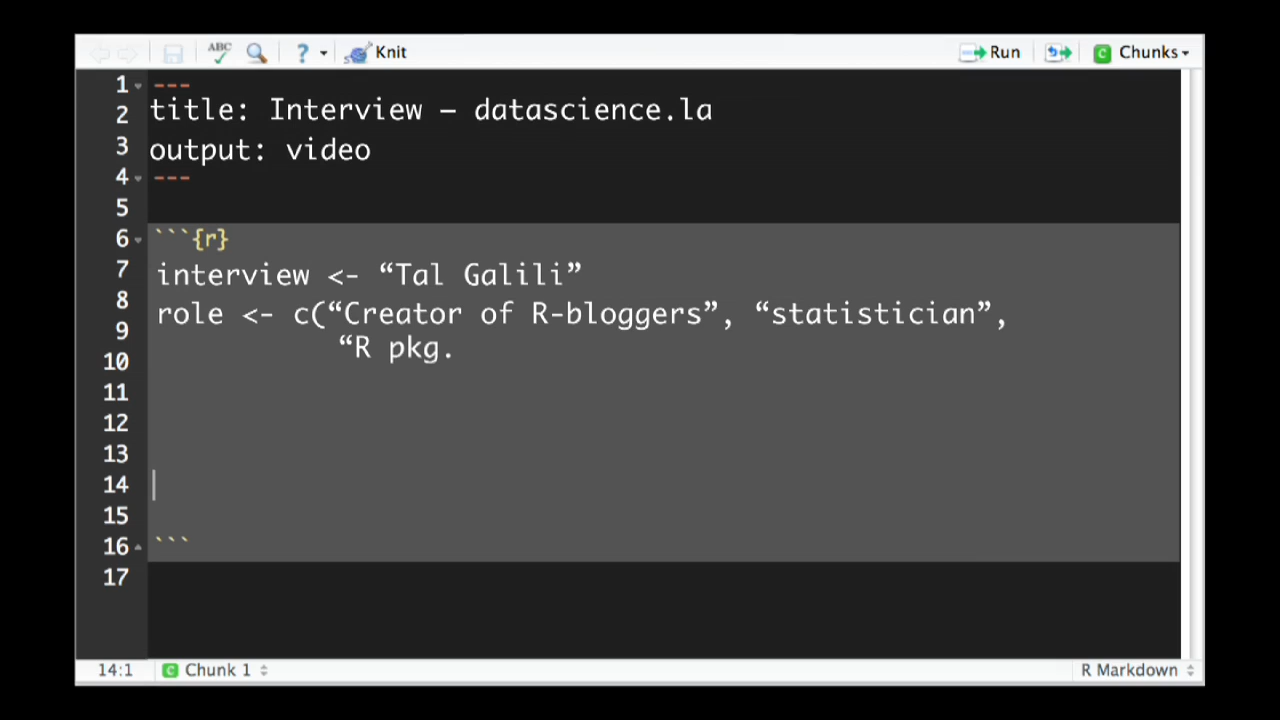 ABC ? Knit Run C Chunks
1 ---
2 title: Interview – datascience.la
3 output: video
4 ---
5
6 ```{r}
7 interview <- “Tal Galili”
8 role <- c(“Creator of R-bloggers”, “statistician”,
9 “R pkg.
10
11
12
13
14
15
16 ```
17
14:1 C Chunk 1 R Markdown